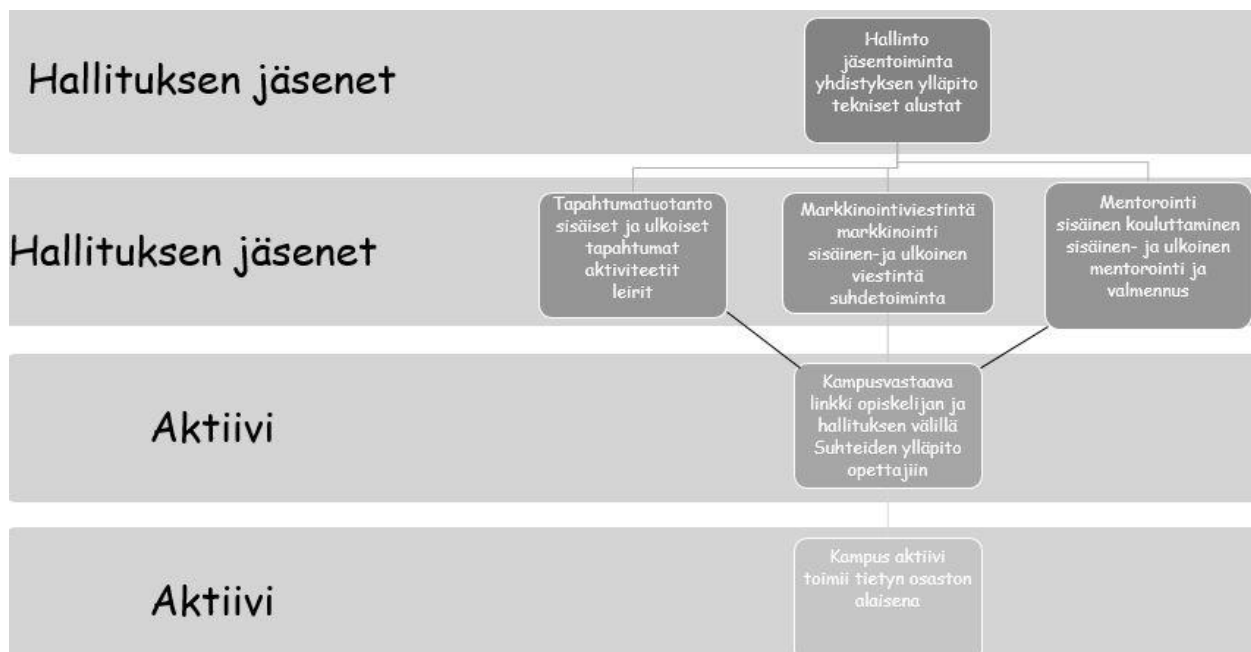 Hallituksen jäsenet
Hallinto
jäsentoiminta
yhdistyksen ylläpito
tekniset alustat
Hallituksen jäsenet
Tapahtumatuotanto
sisäiset ja ulkoiset
tapahtumat
aktiviteetit
leirit
Markkinointiviestintä
markkinointi
sisäinen-ja ulkoinen
viestintä
suhdetoiminta
Mentorointi
sisäinen kouluttaminen
sisäinen- ja ulkoinen
mentorointi ja
valmennus
Aktiivi
Kampusvastaava
linkki opiskelijan ja
hallituksen välillä
Suhteiden ylläpito
opettajiin
Aktiivi
Kampus aktiivi
toimii tietyn osaston
alaisena